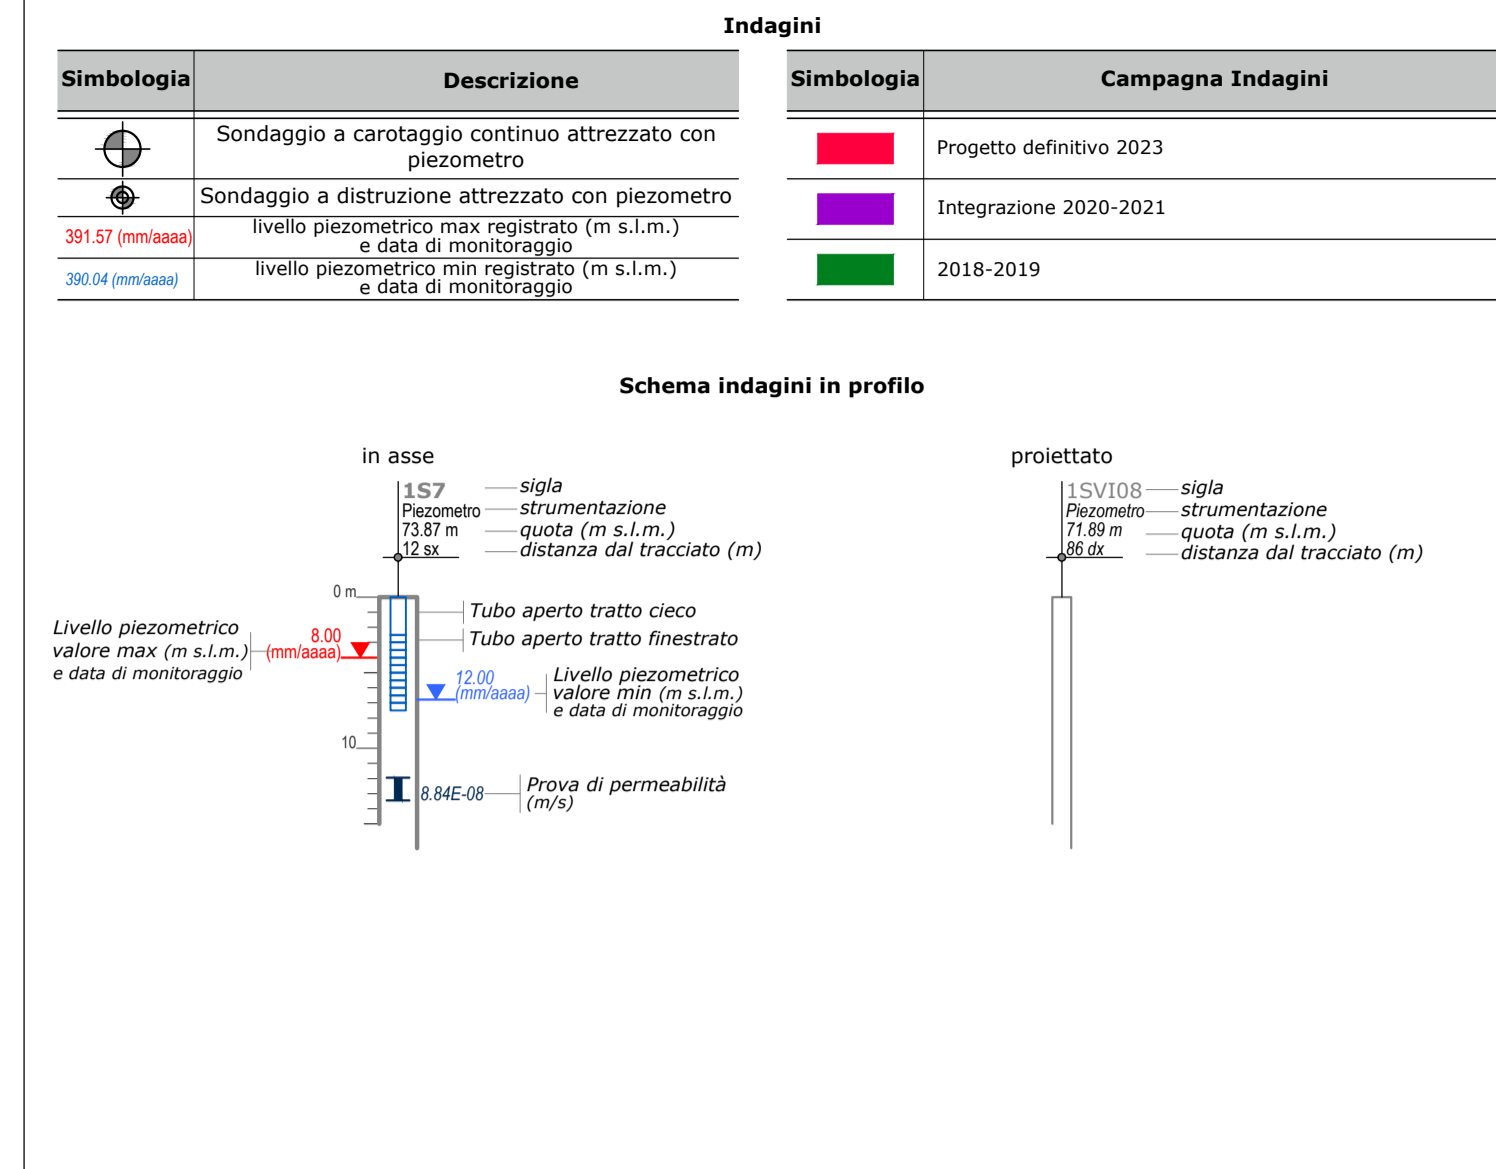 Indagini
Simbologia
Descrizione
Sondaggio a carotaggio continuo attrezzato con
piezometro
Sondaggio a distruzione attrezzato con piezometro
391.57 (mm/aaaa)
livello piezometrico max registrato (m s.l.m.)
e data di monitoraggio
390.04 (mm/aaaa)
livello piezometrico min registrato (m s.l.m.)
e data di monitoraggio
Simbologia
Campagna Indagini
Progetto definitivo 2023
Integrazione 2020-2021
2018-2019
Schema indagini in profilo
in asse
1S7
sigla
Piezometro
strumentazione
73.87 m
quota (m s.l.m.)
12 sx
distanza dal tracciato (m)
0 m
Tubo aperto tratto cieco
Tubo aperto tratto finestrato
Livello piezometrico
valore max (m s.l.m.)
e data di monitoraggio
8.00
(mm/aaaa)
12.00
(mm/aaaa)
Livello piezometrico
valore min (m s.l.m.)
e data di monitoraggio
10
8.84E-08
Prova di permeabilità
(m/s)
proiettato
1SVI08
sigla
Piezometro
strumentazione
71.89 m
quota (m s.l.m.)
86 dx
distanza dal tracciato (m)